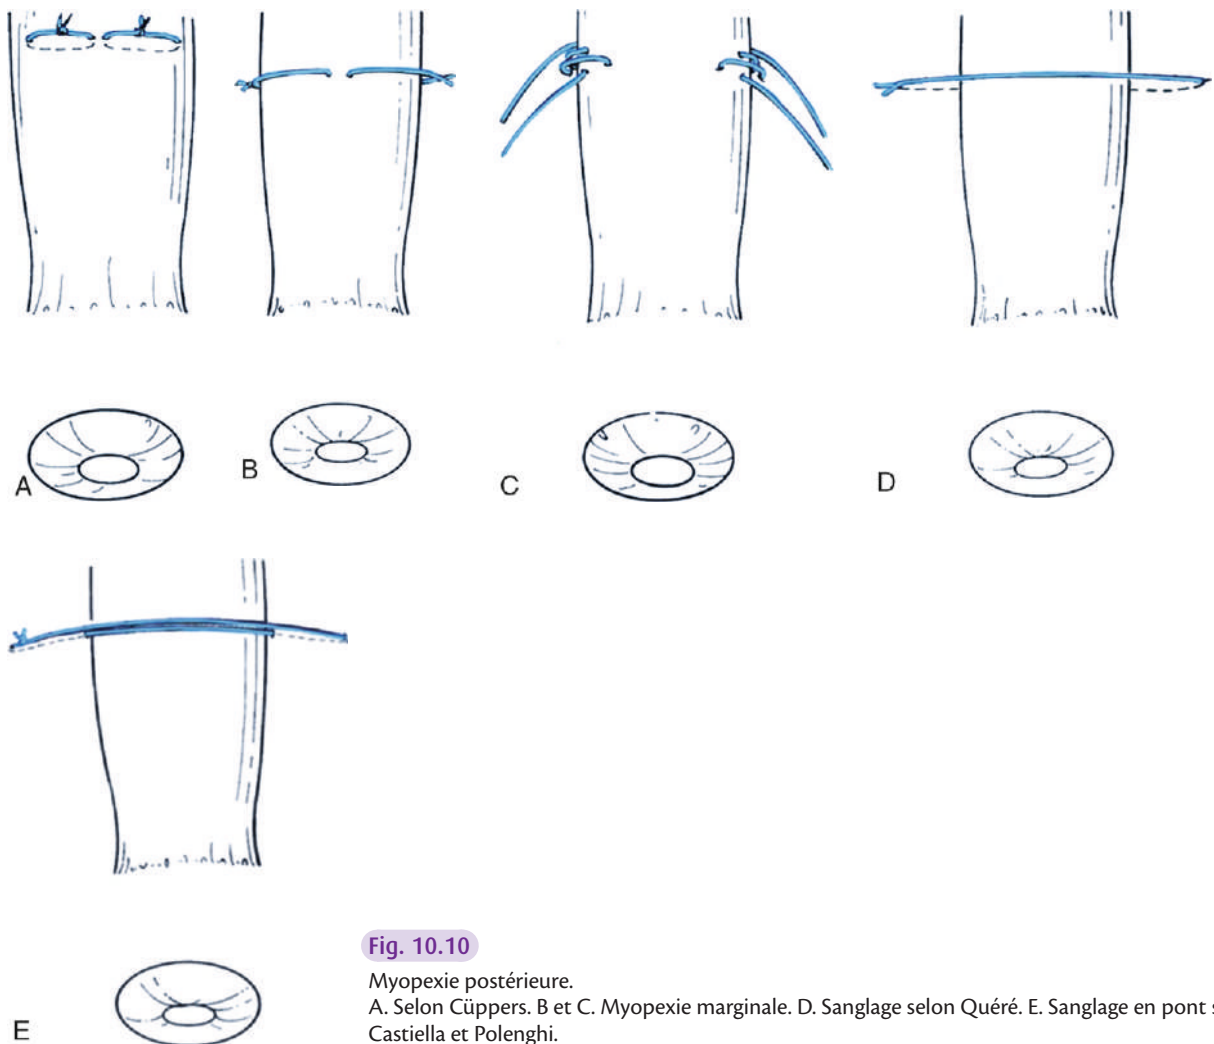 A
B
C
D
E
Fig. 10.10
Myopexie postérieure.
A. Selon Cüppers. B et C. Myopexie marginale. D. Sanglage selon Quéré. E. Sanglage en pont
Castiella et Polenghi.